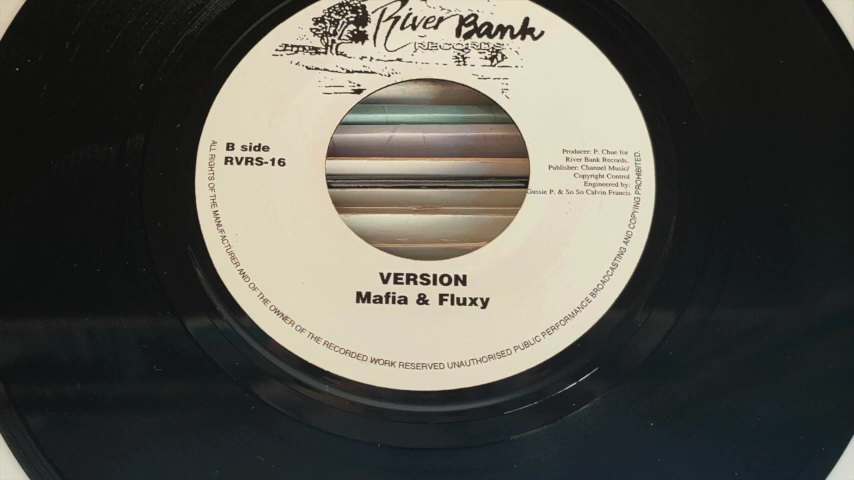 River Bank
RECORDS
B side
RVRS-16
Producer: P. Chue for
River Bank Records.
Publisher: Channel Music/
Copyright Control
Engineered by:
Gussie P. & So So Calvin Francis
VERSION
Mafia & Fluxy
ALL RIGHTS OF THE MANUFACTURER AND OF THE OWNER OF THE RECORDED WORK RESERVED UNAUTHORISED PUBLIC PERFORMANCE BROADCASTING AND COPYING PROHIBITED.